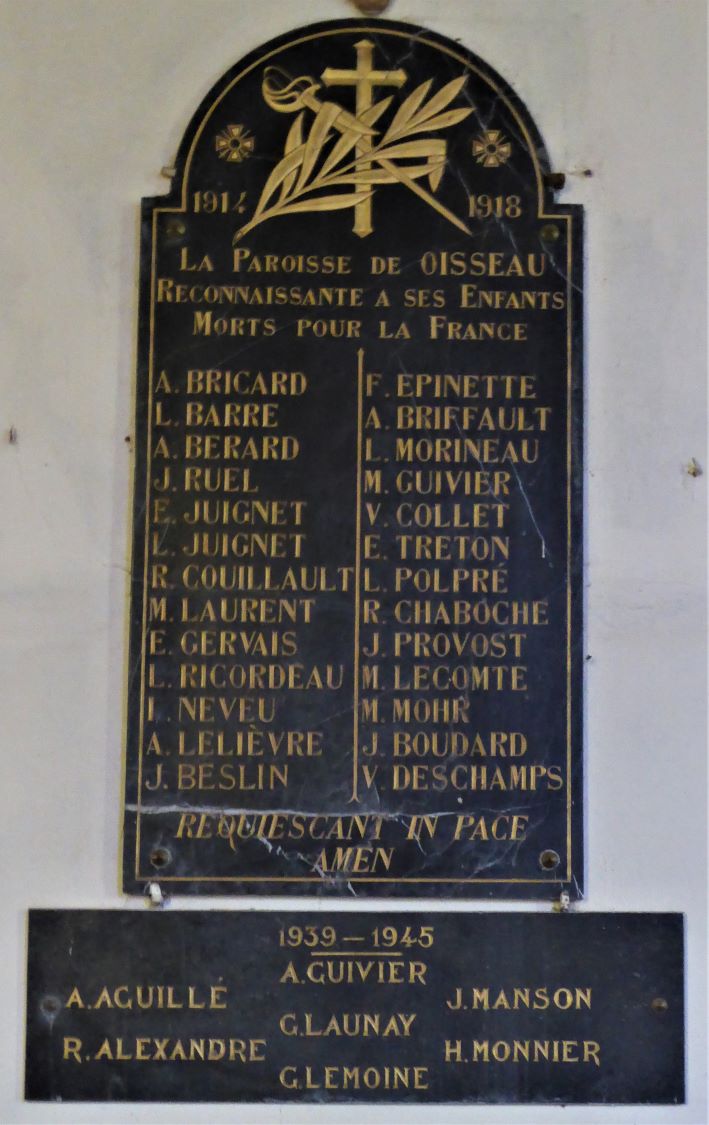 1914 1918
LA PAROISSE DE OISSEAU
RECONNAISSANTE A SES ENFANTS
MORTS POUR LA FRANCE
A. BRICARD
L. BARRE
A. BERARD
J. RUEL
E. JUIGNET
L. JUIGNET
R. COUILLAULT
M. LAURENT
E. GERVAIS
L. RICORDEAU
I. NEVEU
A. LELIÈVRE
J. BESLIN
F. EPINETTE
A. BRIFFAULT
L. MORINEAU
M. GUIVIER
V. COLLET
E. TRETON
L. POLPRÉ
R. CHABOCHE
J. PROVOST
M. LECOMTE
M. MOHR
J. BOUDARD
V. DESCHAMPS
REQUIESCANT IN PACE
AMEN
1939-1945
A. GUIVIER
A. AGUILLÉ J. MANSON
G. LAUNAY
R. ALEXANDRE H. MONNIER
G. LEMOINE